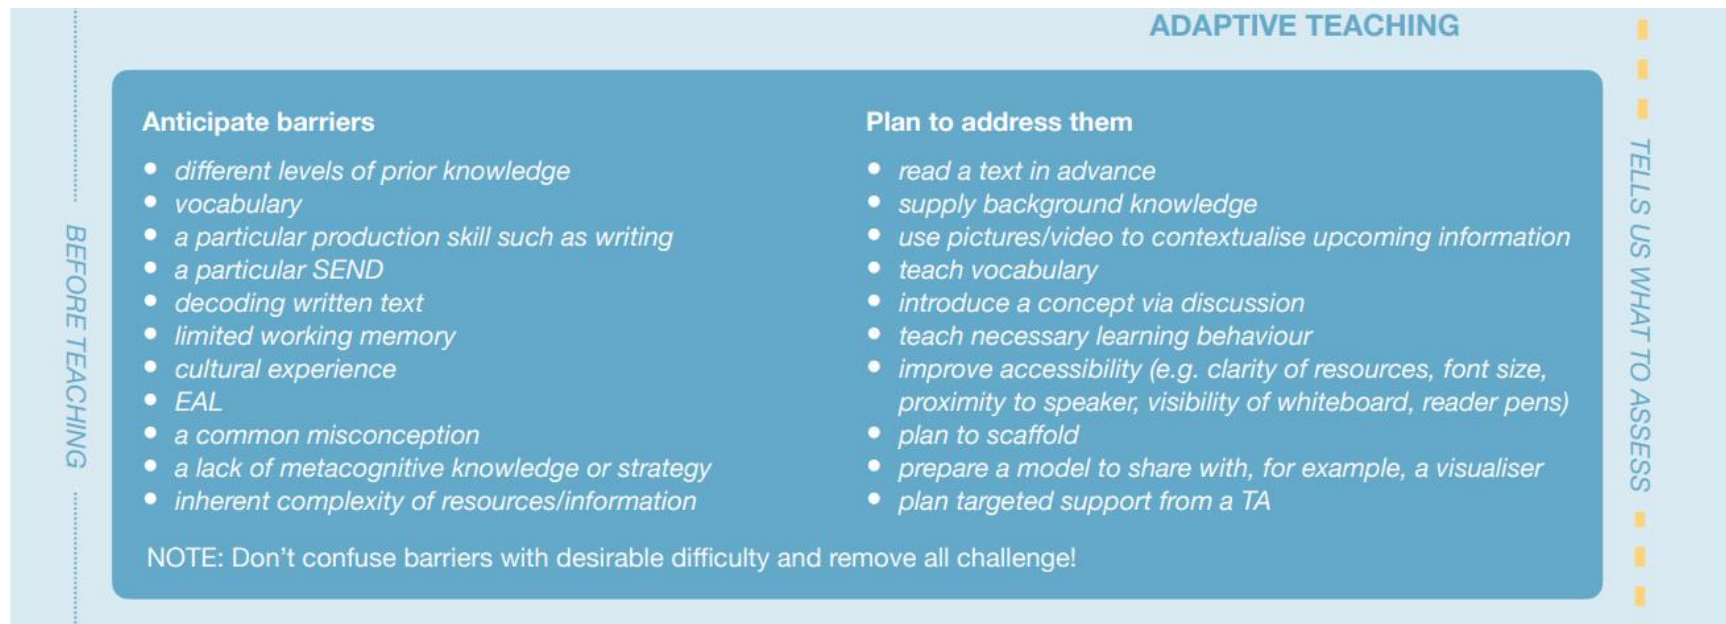 ADAPTIVE TEACHING
BEFORE TEACHING
Anticipate barriers
• different levels of prior knowledge
• vocabulary
• a particular production skill such as writing
• a particular SEND
• decoding written text
• limited working memory
• cultural experience
• EAL
• a common misconception
• a lack of metacognitive knowledge or strategy
• inherent complexity of resources/information
Plan to address them
• read a text in advance
• supply background knowledge
• use pictures/video to contextualise upcoming information
• teach vocabulary
• introduce a concept via discussion
• teach necessary learning behaviour
• improve accessibility (e.g. clarity of resources, font size,
proximity to speaker, visibility of whiteboard, reader pens)
• plan to scaffold
• prepare a model to share with, for example, a visualiser
• plan targeted support from a TA
NOTE: Don't confuse barriers with desirable difficulty and remove all challenge!
TELLS US WHAT TO ASSESS